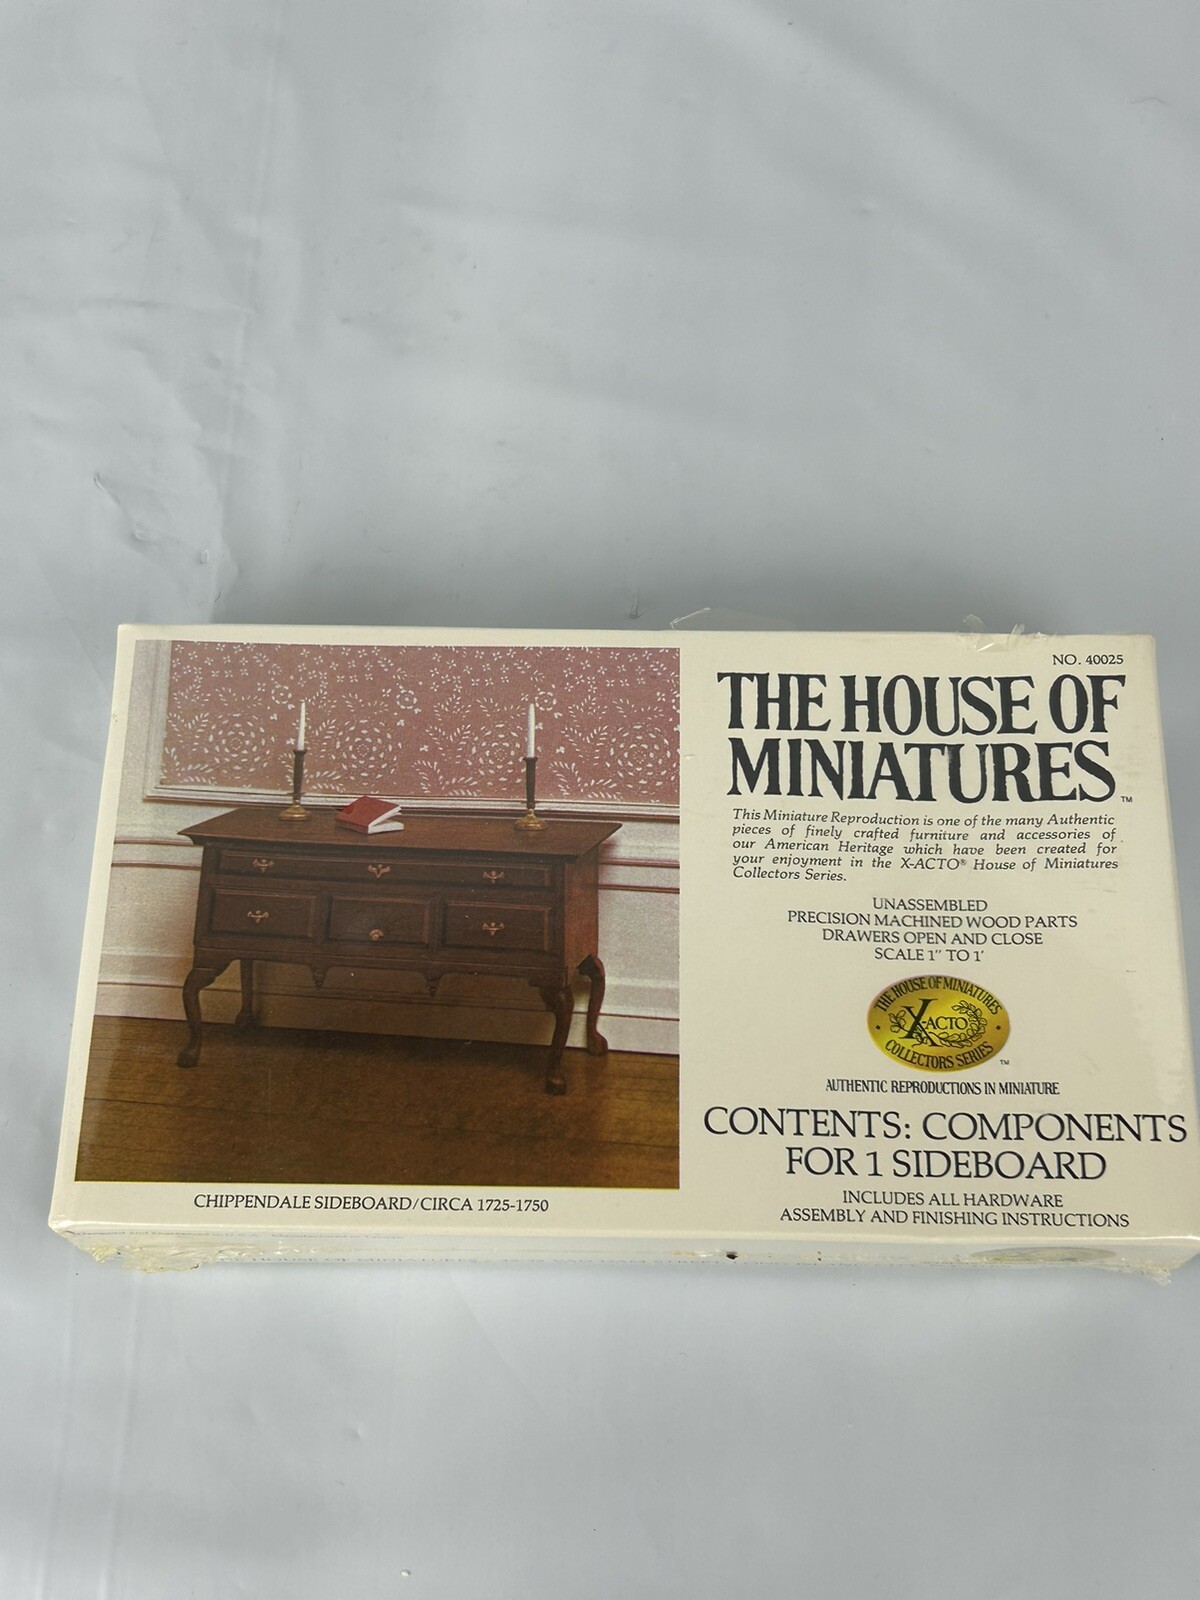 NO. 40025
THE HOUSE OF
MINIATURES™
This Miniature Reproduction is one of the many Authentic
pieces of finely crafted furniture and accessories of
our American Heritage which have been created for
your enjoyment in the X-ACTO® House of Miniatures
Collectors Series.
UNASSEMBLED
PRECISION MACHINED WOOD PARTS
DRAWERS OPEN AND CLOSE
SCALE 1" TO 1'
THE HOUSE OF MINIATURES
X-ACTO
COLLECTORS SERIES
™
AUTHENTIC REPRODUCTIONS IN MINIATURE
CONTENTS: COMPONENTS
FOR 1 SIDEBOARD
INCLUDES ALL HARDWARE
ASSEMBLY AND FINISHING INSTRUCTIONS
CHIPPENDALE SIDEBOARD/CIRCA 1725-1750